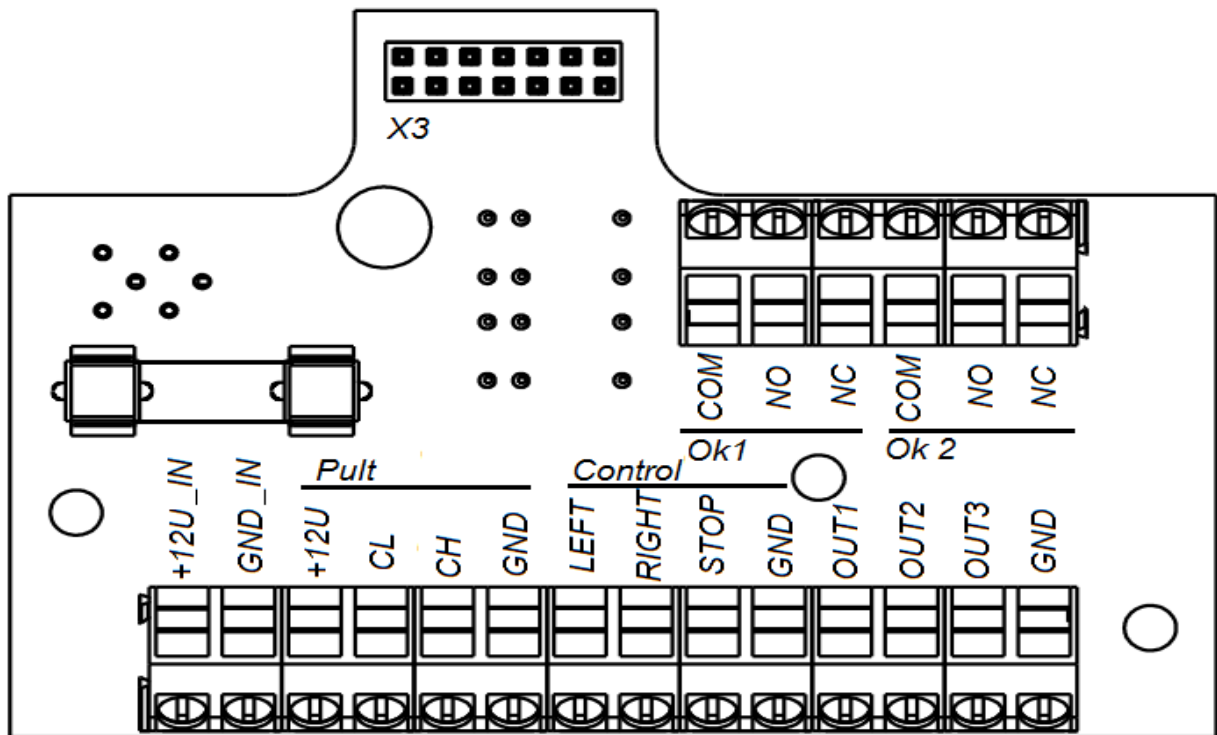 X3
COM NO NC COM NO NC
Ok1 Ok 2
Pult Control
+12U_IN GND_IN +12U CL CH GND LEFT RIGHT STOP GND OUT1 OUT2 OUT3 GND